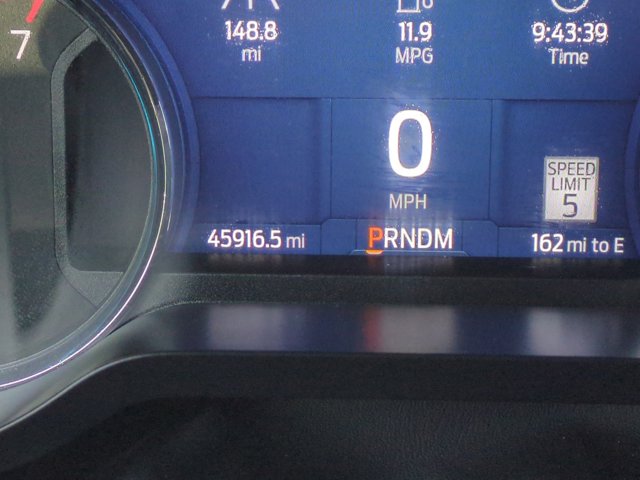 7
148.8
mi
11.9
MPG
9:43:39
Time
0
MPH
SPEED
LIMIT
5
45916.5 mi
PRNDM
162 mi to E